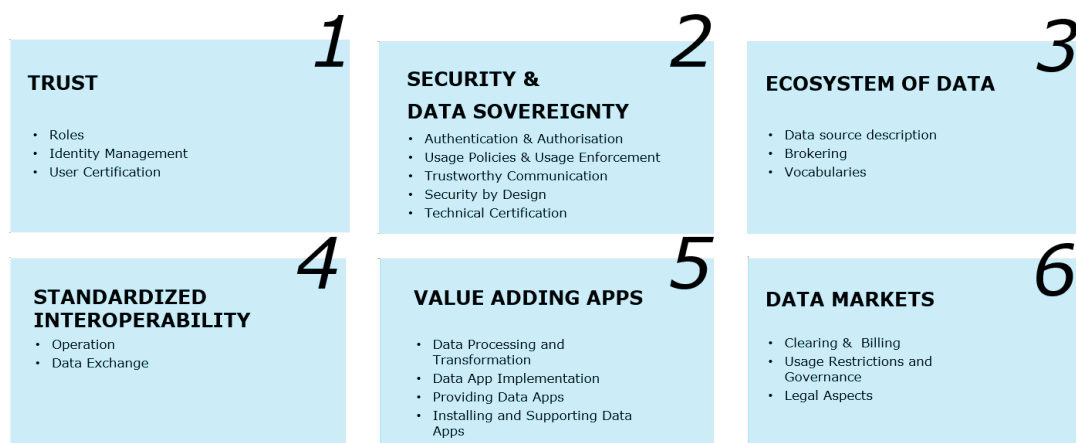 1
TRUST
• Roles
• Identity Management
• User Certification
2
SECURITY &
DATA SOVEREIGNTY
• Authentication & Authorisation
• Usage Policies & Usage Enforcement
• Trustworthy Communication
• Security by Design
• Technical Certification
3
ECOSYSTEM OF DATA
• Data source description
• Brokering
• Vocabularies
4
STANDARDIZED
INTEROPERABILITY
• Operation
• Data Exchange
5
VALUE ADDING APPS
• Data Processing and
Transformation
• Data App Implementation
• Providing Data Apps
• Installing and Supporting Data
Apps
6
DATA MARKETS
• Clearing & Billing
• Usage Restrictions and
Governance
• Legal Aspects